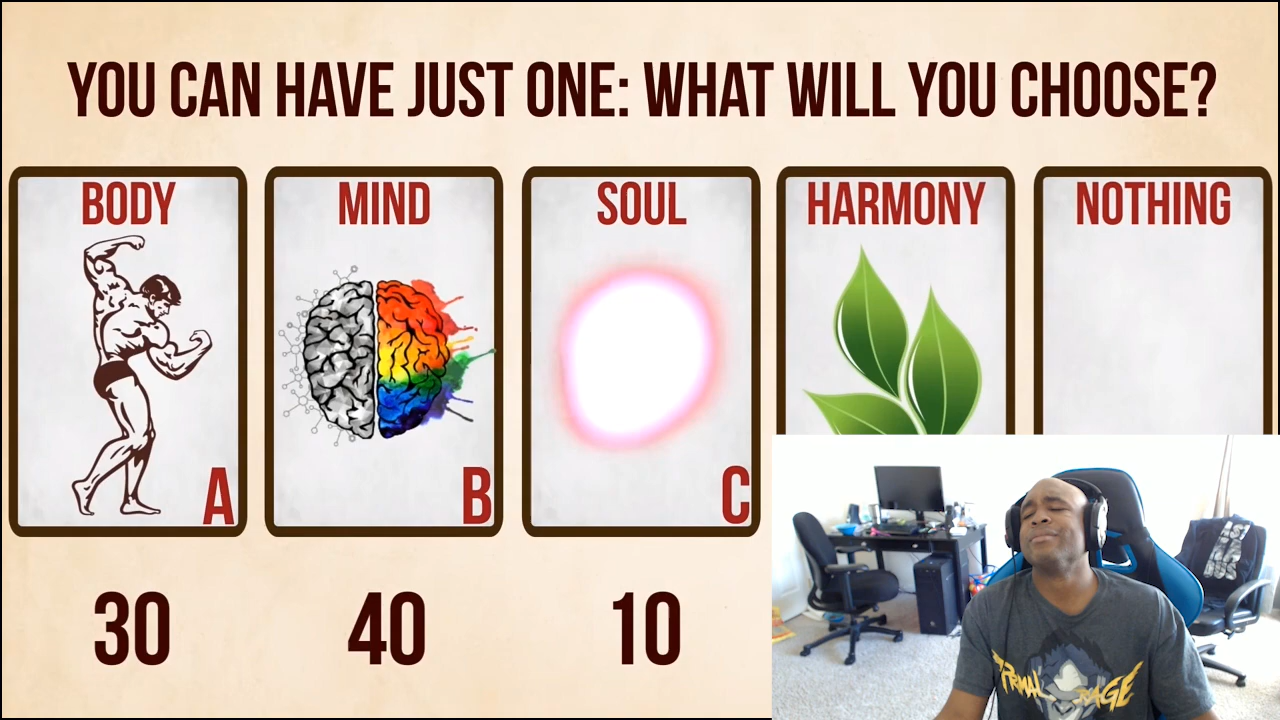 YOU CAN HAVE JUST ONE: WHAT WILL YOU CHOOSE?
BODY
MIND
SOUL
HARMONY
NOTHING
A
B
C
30
40
10
PRIMAL RAGE